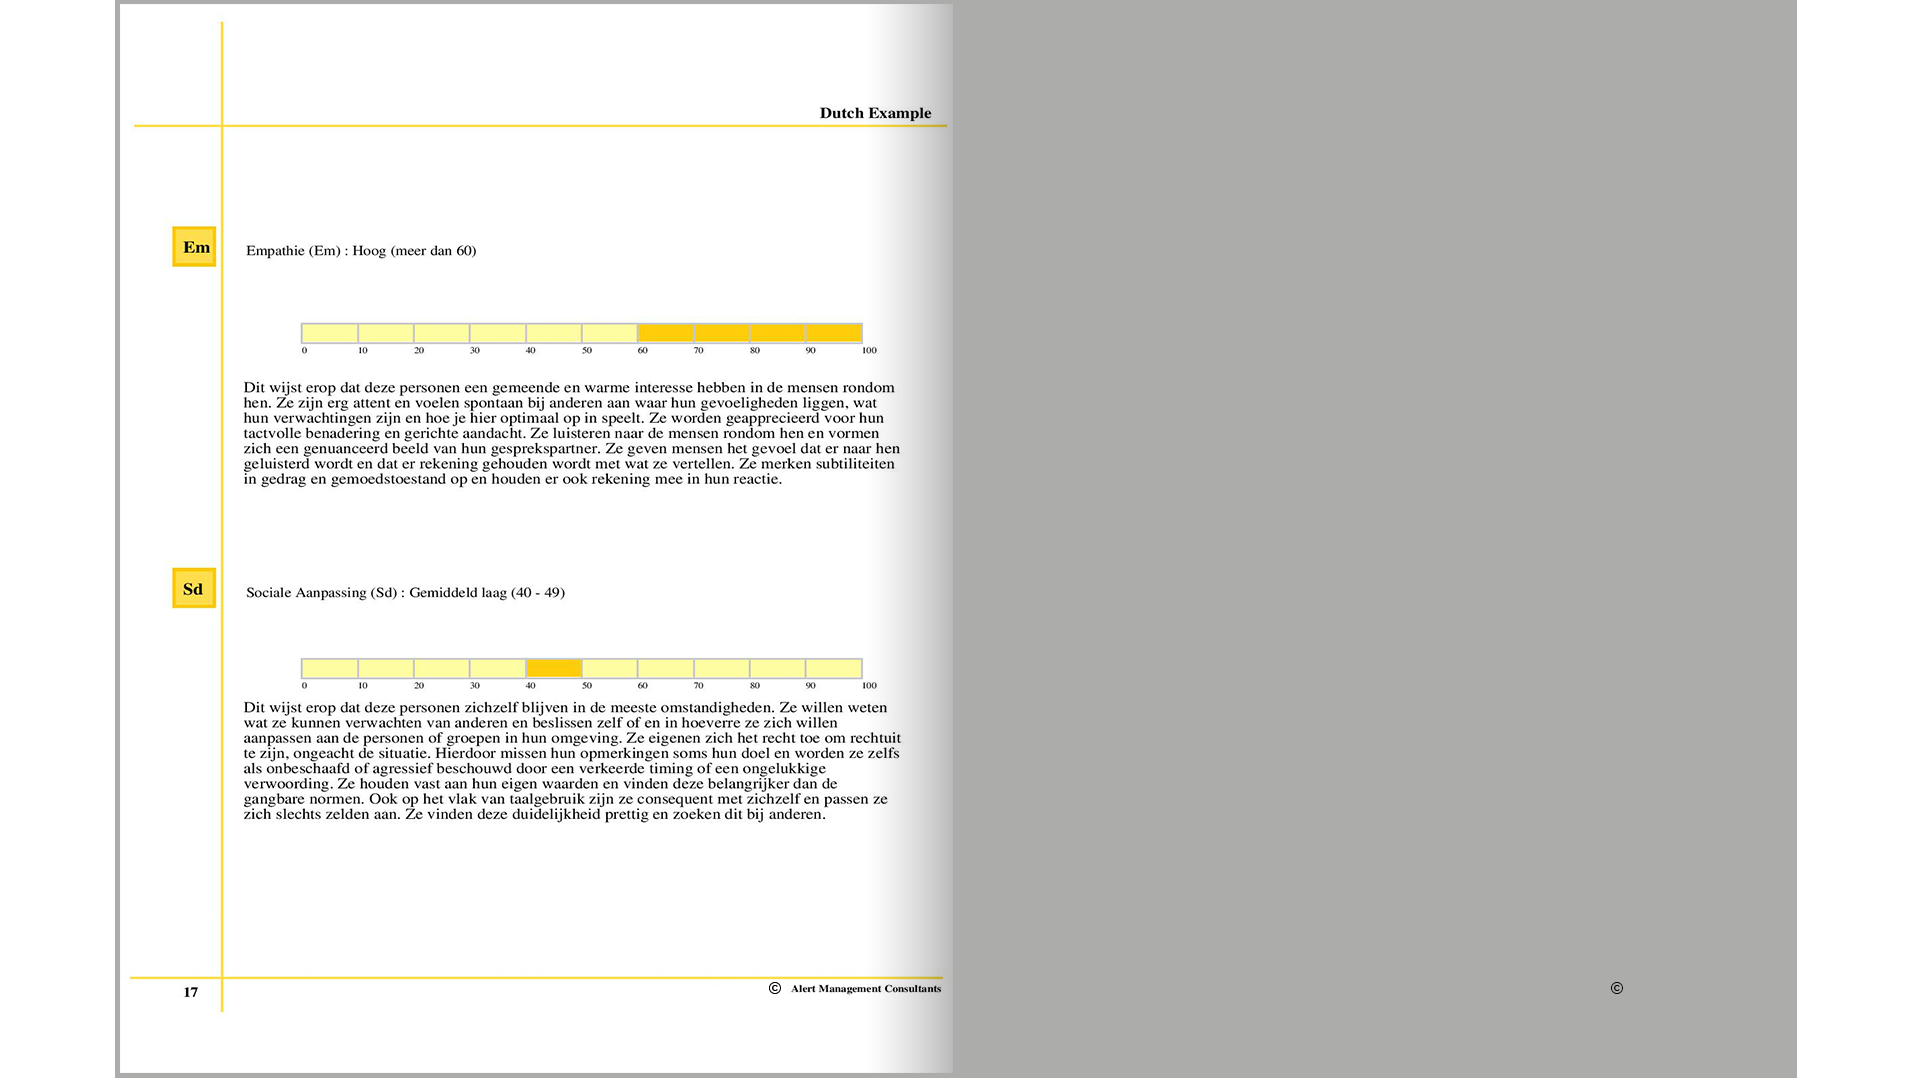 Dutch Example
Em
Empathie (Em) : Hoog (meer dan 60)
0 10 20 30 40 50 60 70 80 90 100
Dit wijst erop dat deze personen een gemeende en warme interesse hebben in de mensen rondom
hen. Ze zijn erg attent en voelen spontaan bij anderen aan waar hun gevoeligheden liggen, wat
hun verwachtingen zijn en hoe je hier optimaal op in speelt. Ze worden geapprecieerd voor hun
tactvolle benadering en gerichte aandacht. Ze luisteren naar de mensen rondom hen en vormen
zich een genuanceerd beeld van hun gesprekspartner. Ze geven mensen het gevoel dat er naar hen
geluisterd wordt en dat er rekening gehouden wordt met wat ze vertellen. Ze merken subtiliteiten
in gedrag en gemoedstoestand op en houden er ook rekening mee in hun reactie.
Sd
Sociale Aanpassing (Sd) : Gemiddeld laag (40 - 49)
0 10 20 30 40 50 60 70 80 90 100
Dit wijst erop dat deze personen zichzelf blijven in de meeste omstandigheden. Ze willen weten
wat ze kunnen verwachten van anderen en beslissen zelf of en in hoeverre ze zich willen
aanpassen aan de personen of groepen in hun omgeving. Ze eigenen zich het recht toe om rechtuit
te zijn, ongeacht de situatie. Hierdoor missen hun opmerkingen soms hun doel en worden ze zelfs
als onbeschaafd of agressief beschouwd door een verkeerde timing of een ongelukkige
verwoording. Ze houden vast aan hun eigen waarden en vinden deze belangrijker dan de
gangbare normen. Ook op het vlak van taalgebruik zijn ze consequent met zichzelf en passen ze
zich slechts zelden aan. Ze vinden deze duidelijkheid prettig en zoeken dit bij anderen.
17
© Alert Management Consultants
©